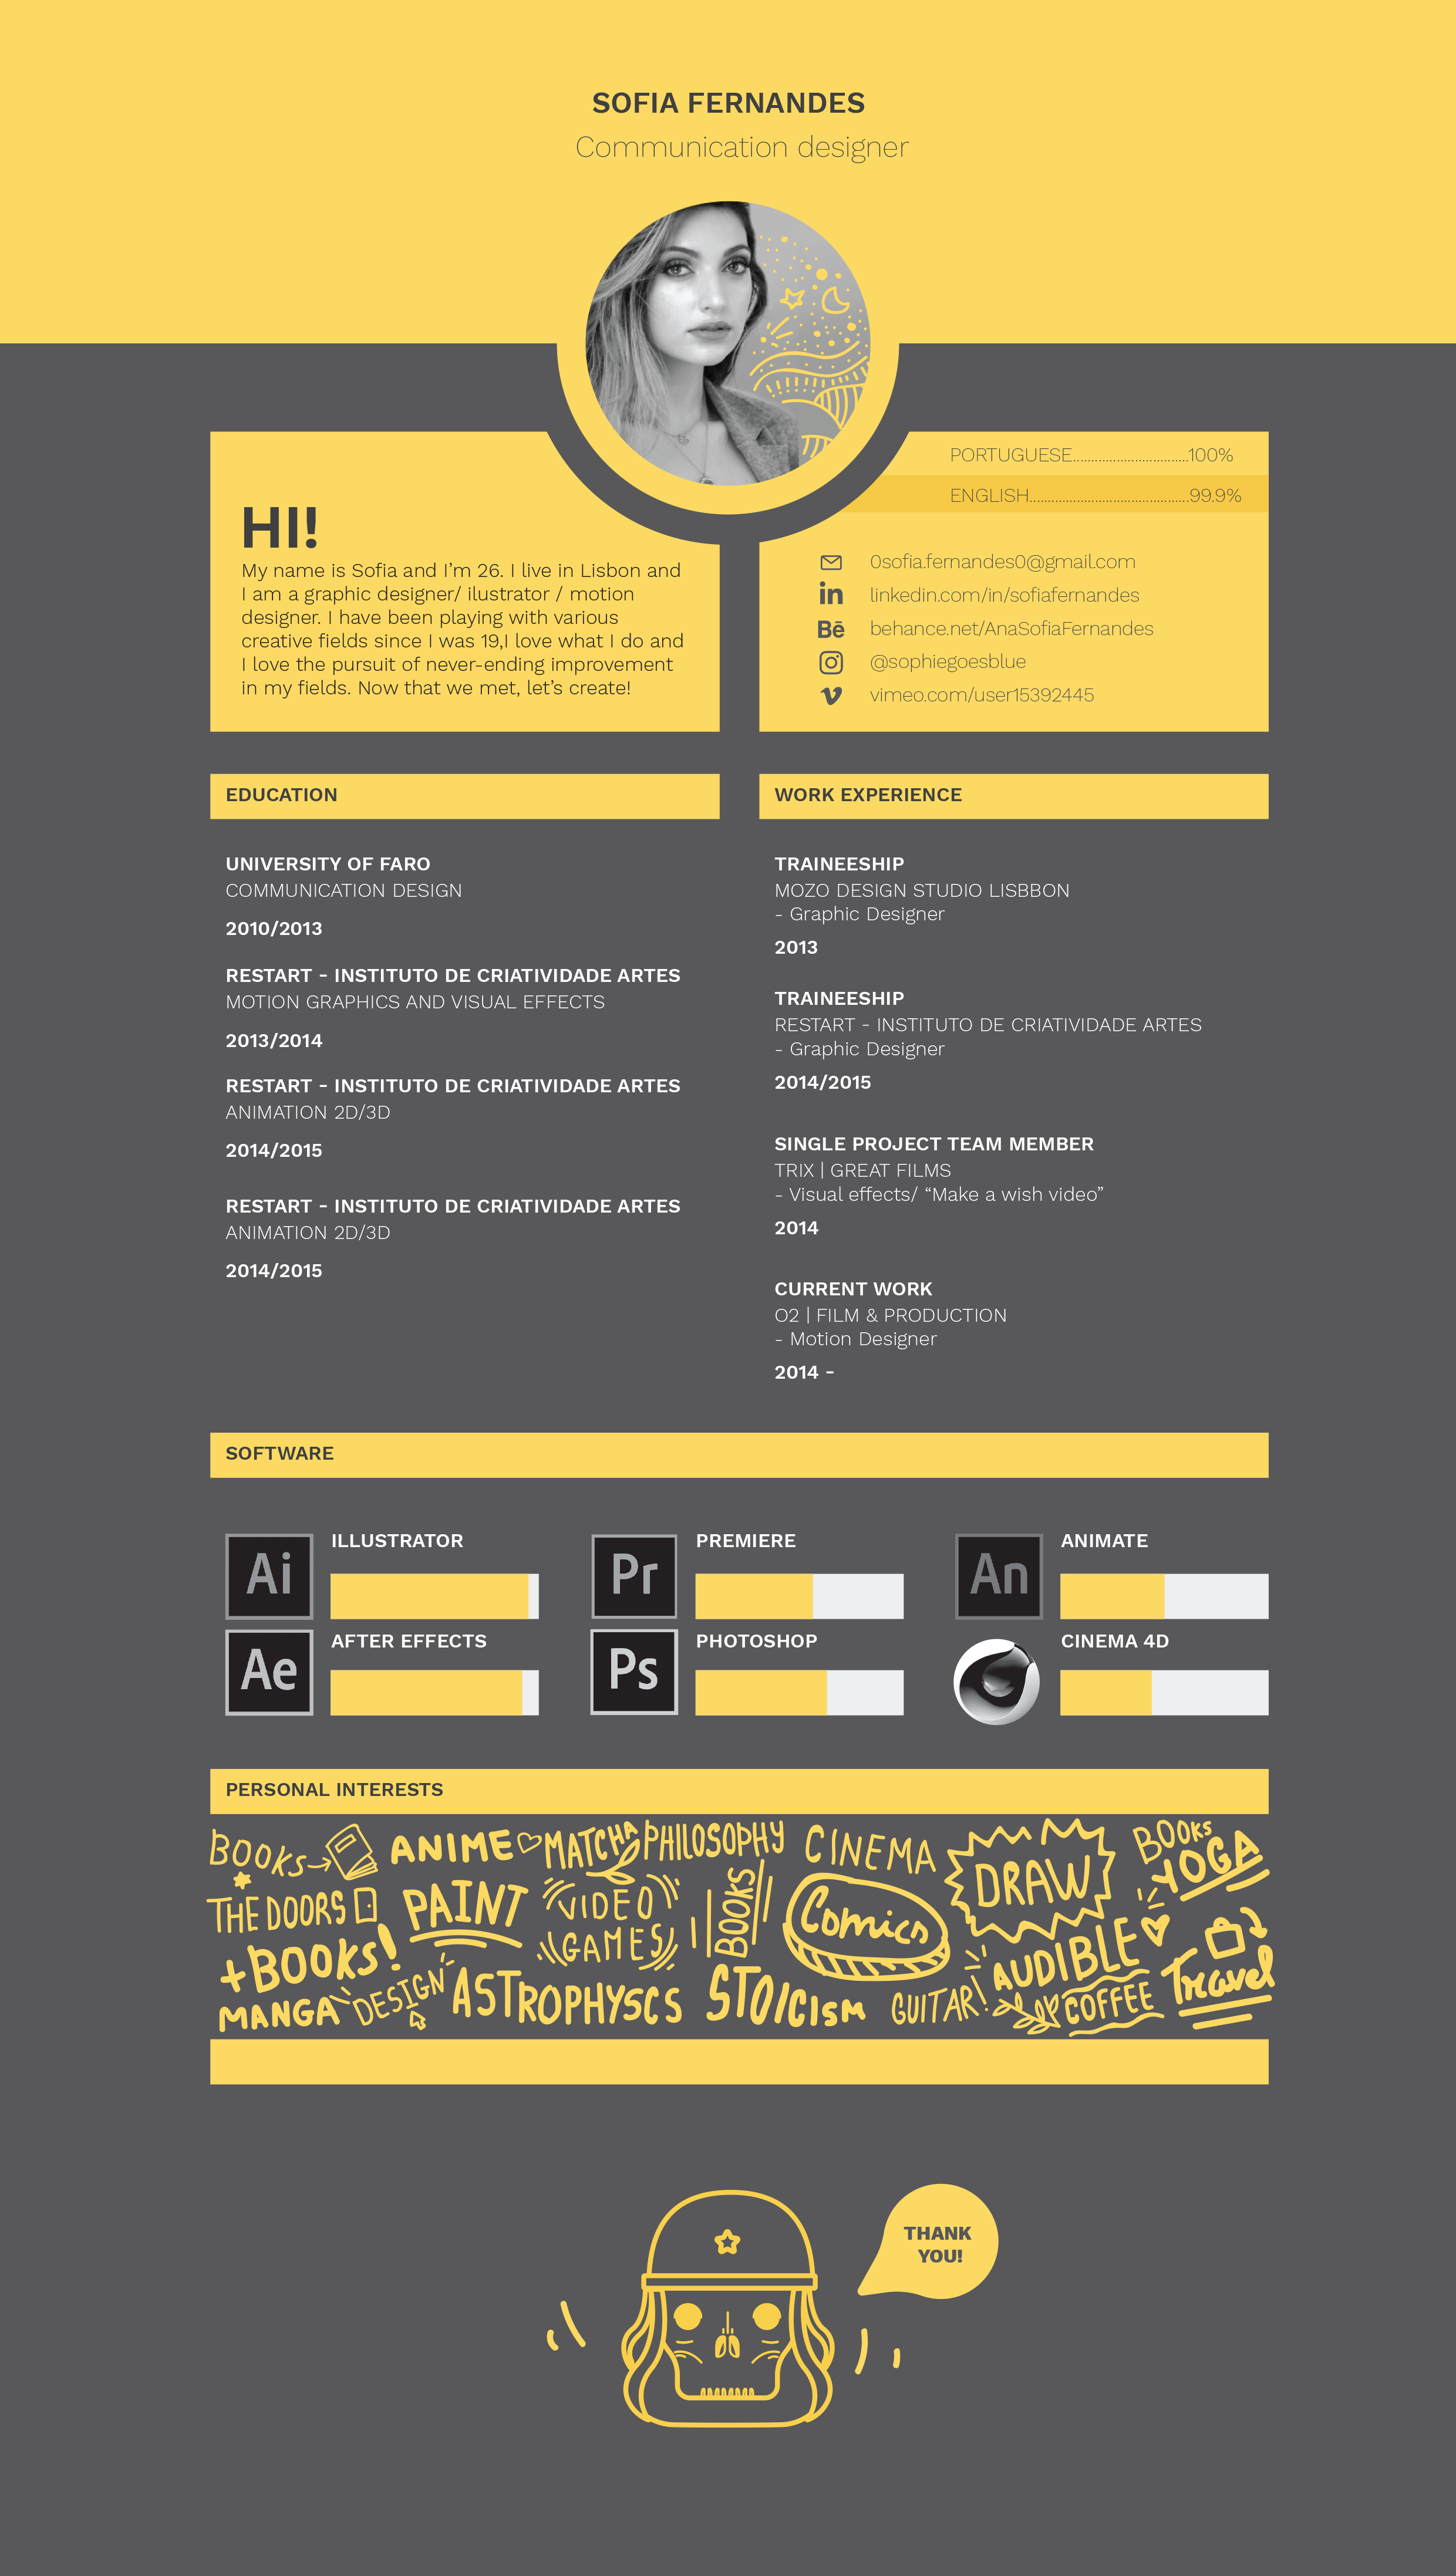 SOFIA FERNANDES
Communication designer
HI!
My name is Sofia and I’m 26. I live in Lisbon and
I am a graphic designer/ ilustrator / motion
designer. I have been playing with various
creative fields since I was 19,I love what I do and
I love the pursuit of never-ending improvement
in my fields. Now that we met, let’s create!
PORTUGUESE................................100%
ENGLISH............................................99.9%
0sofia.fernandes0@gmail.com
in linkedin.com/in/sofiafernandes
Bē behance.net/AnaSofiaFernandes
@sophiegoesblue
vimeo.com/user15392445
EDUCATION
UNIVERSITY OF FARO
COMMUNICATION DESIGN
2010/2013
RESTART - INSTITUTO DE CRIATIVIDADE ARTES
MOTION GRAPHICS AND VISUAL EFFECTS
2013/2014
RESTART - INSTITUTO DE CRIATIVIDADE ARTES
ANIMATION 2D/3D
2014/2015
RESTART - INSTITUTO DE CRIATIVIDADE ARTES
ANIMATION 2D/3D
2014/2015
WORK EXPERIENCE
TRAINEESHIP
MOZO DESIGN STUDIO LISBBON
- Graphic Designer
2013
TRAINEESHIP
RESTART - INSTITUTO DE CRIATIVIDADE ARTES
- Graphic Designer
2014/2015
SINGLE PROJECT TEAM MEMBER
TRIX | GREAT FILMS
- Visual effects/ “Make a wish video”
2014
CURRENT WORK
O2 | FILM & PRODUCTION
- Motion Designer
2014 -
SOFTWARE
Ai ILLUSTRATOR
Pr PREMIERE
An ANIMATE
Ae AFTER EFFECTS
Ps PHOTOSHOP
CINEMA 4D
PERSONAL INTERESTS
BOOKS
ANIME
MATCHA
PHILOSOPHY
CINEMA
DRAW
BOOKS
YOGA
THE DOORS
PAINT
VIDEO
GAMES
BOOKS
Comics
+BOOKS!
AUDIBLE
Travel
MANGA
DESIGN
ASTROPHYSCS
STOICISM
GUITAR!
COFFEE
THANK
YOU!